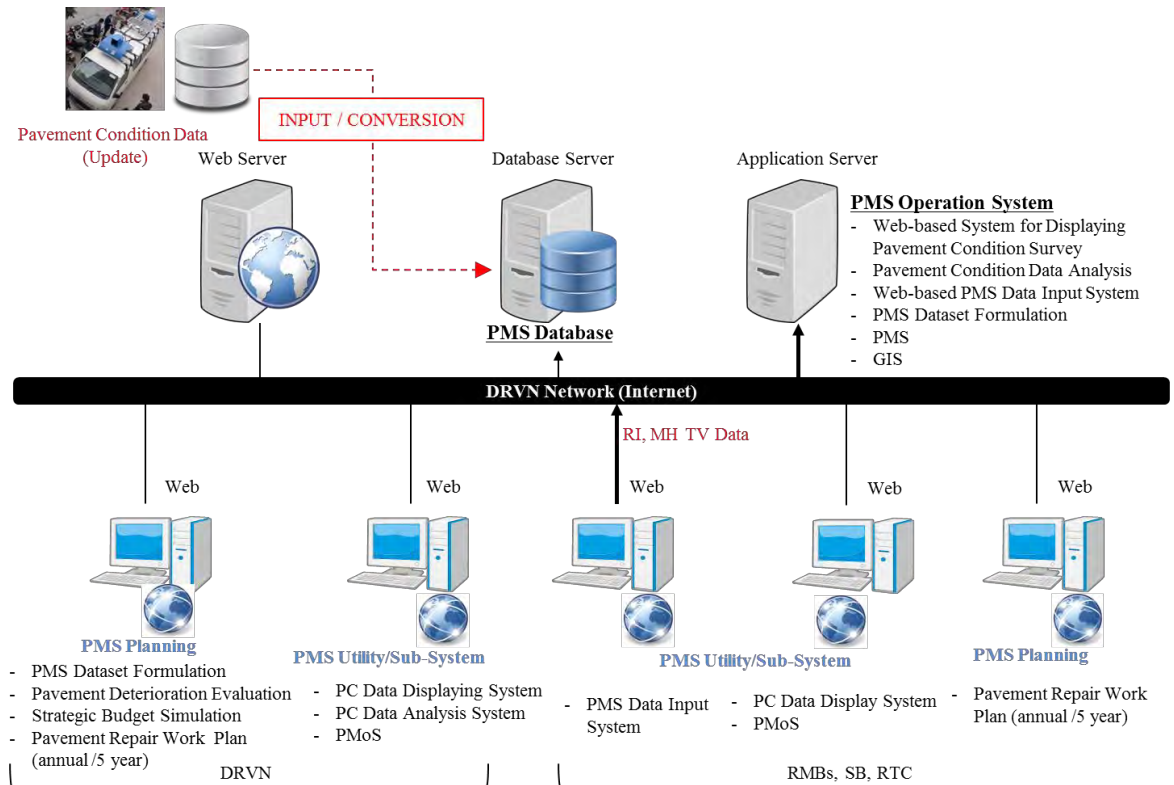 Pavement Condition Data
(Update)
INPUT / CONVERSION
Web Server
Database Server
Application Server
PMS Database
PMS Operation System
- Web-based System for Displaying
Pavement Condition Survey
- Pavement Condition Data Analysis
- Web-based PMS Data Input System
- PMS Dataset Formulation
- PMS
- GIS
DRVN Network (Internet)
RI, MH TV Data
Web
Web
Web
Web
Web
PMS Planning
- PMS Dataset Formulation
- Pavement Deterioration Evaluation
- Strategic Budget Simulation
- Pavement Repair Work Plan
(annual /5 year)
PMS Utility/Sub-System
- PC Data Displaying System
- PC Data Analysis System
- PMoS
PMS Utility/Sub-System
- PMS Data Input
System
- PC Data Display System
- PMoS
PMS Planning
- Pavement Repair Work
Plan (annual /5 year)
DRVN
RMBs, SB, RTC